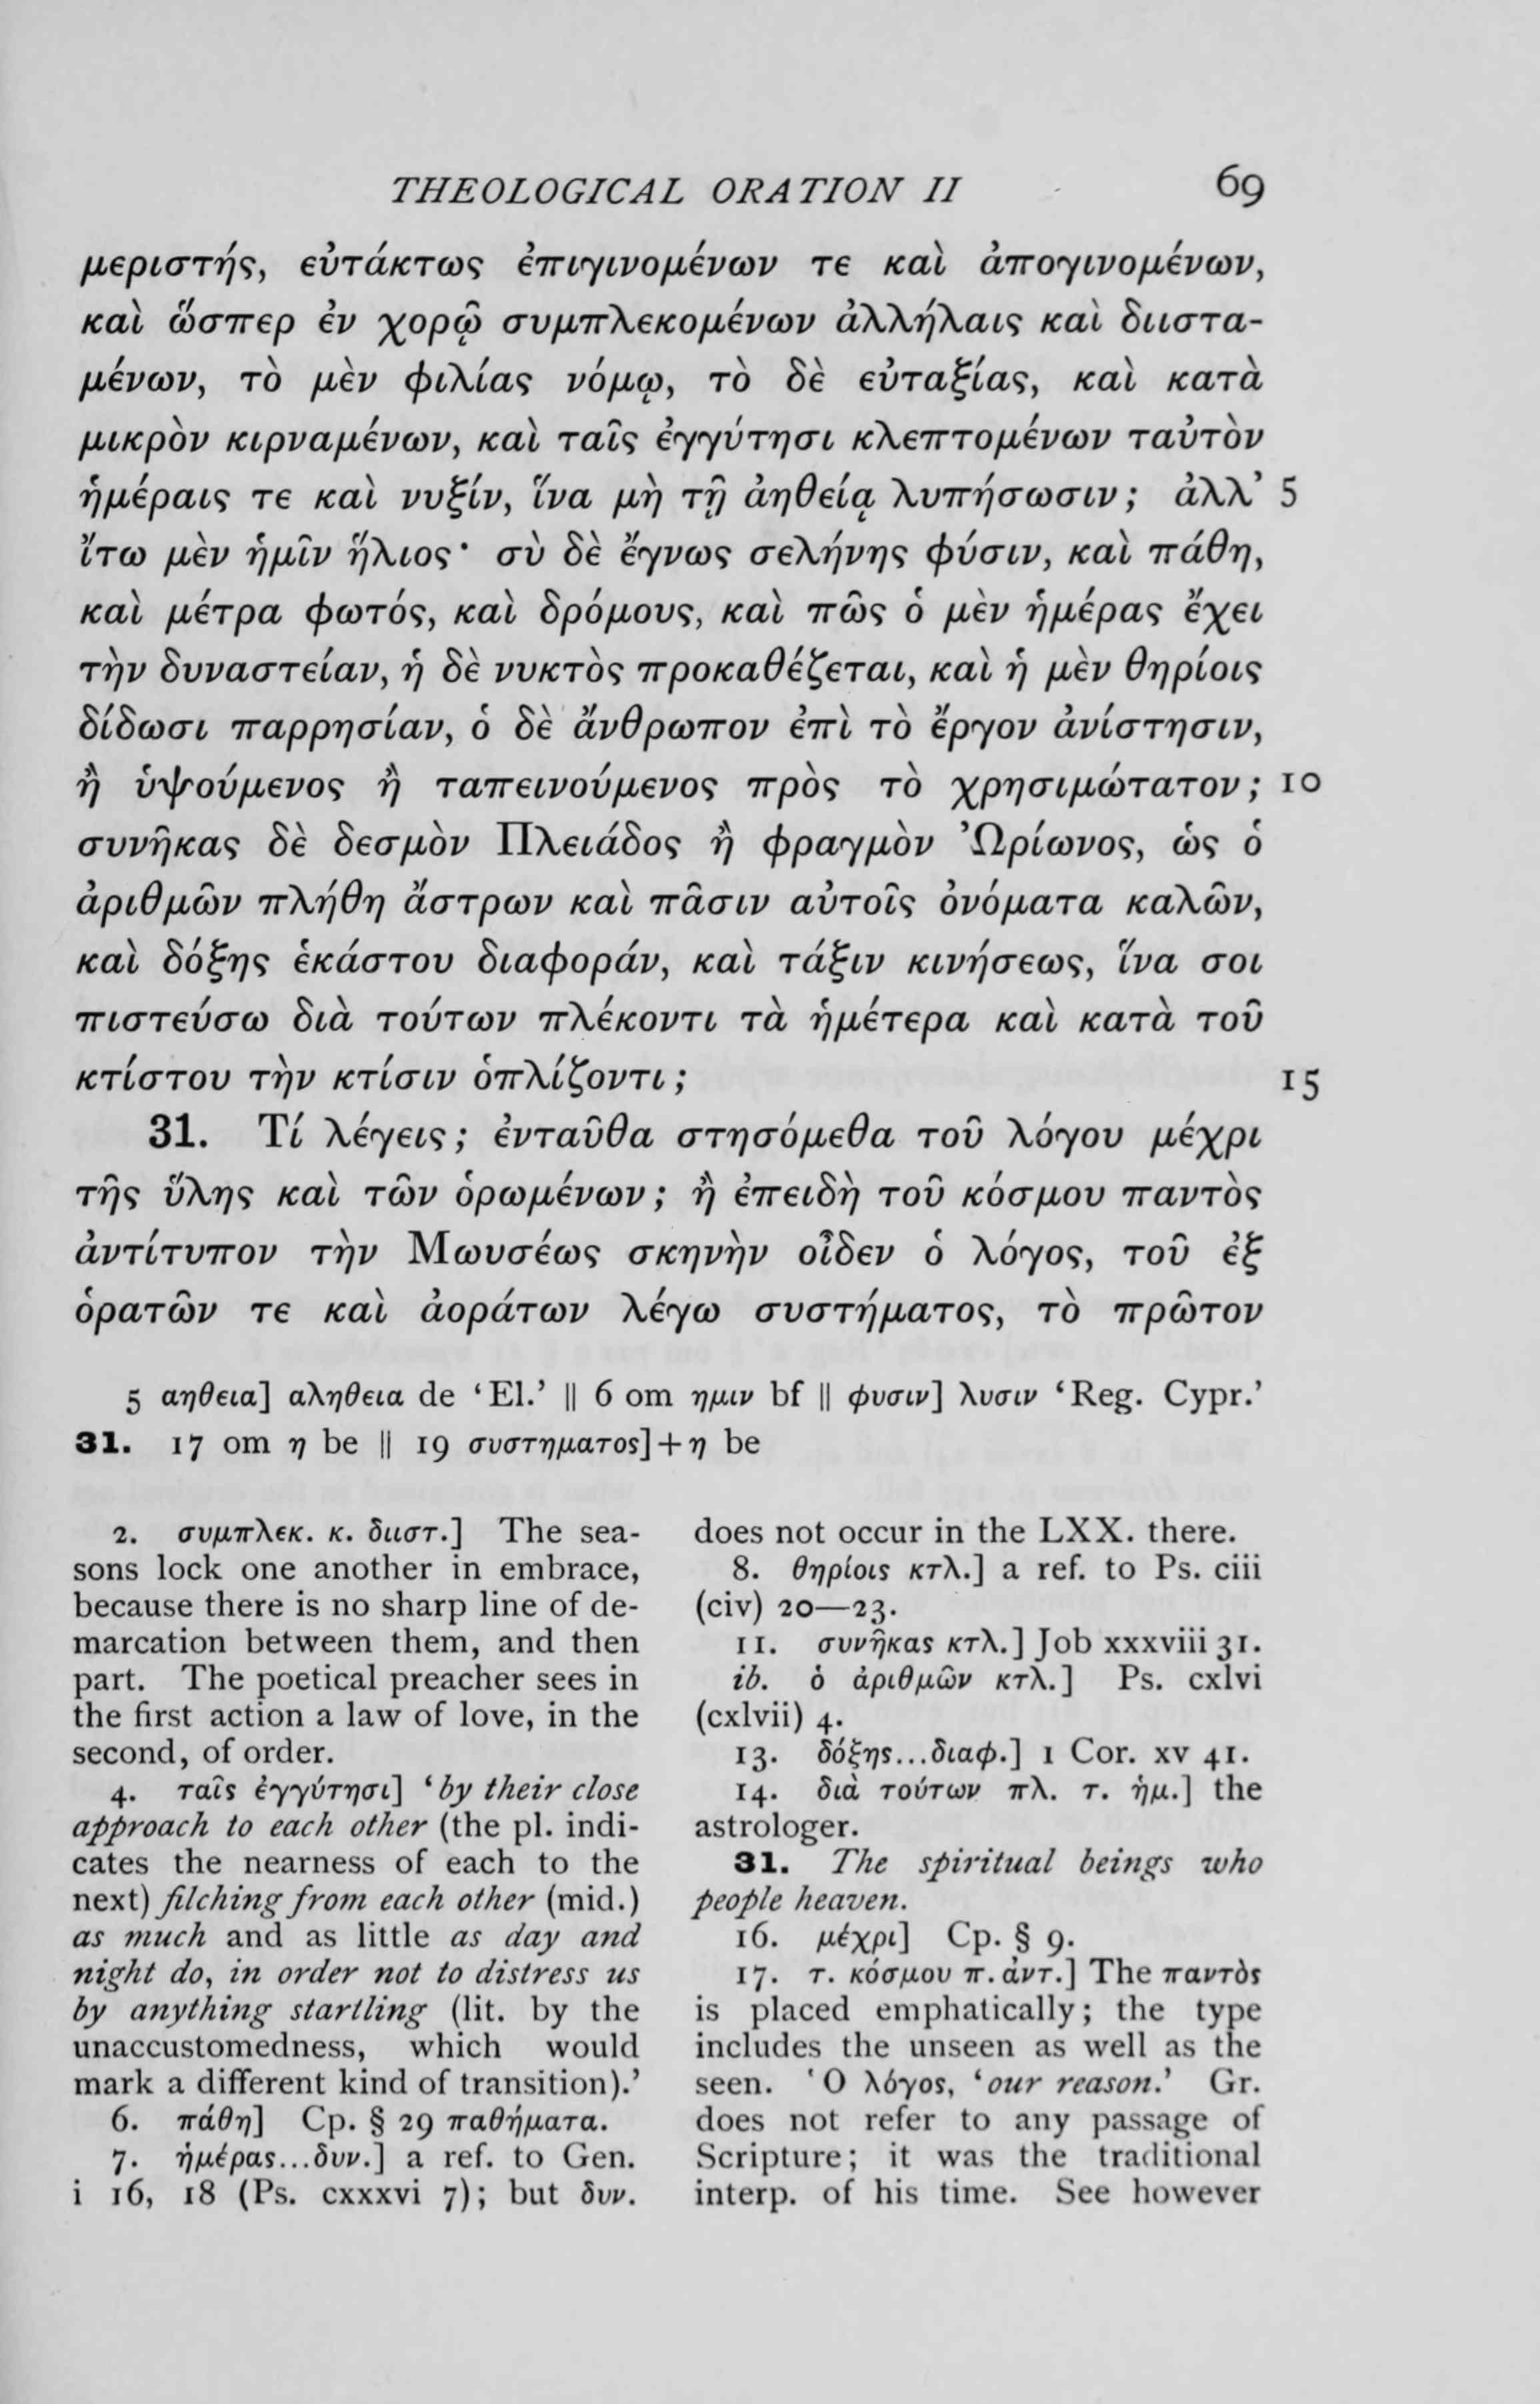 THEOLOGICAL ORATION II 69
μεριστής, εὐτάκτως ἐπιγινομένων τε καὶ ἀπογινομένων,
καὶ ὥσπερ ἐν χορῷ συμπλεκομένων ἀλλήλαις καὶ διιστα-
μένων, τὸ μὲν φιλίας νόμῳ, τὸ δὲ εὐταξίας, καὶ κατὰ
μικρὸν κιρναμένων, καὶ ταῖς ἐγγύτησι κλεπτομένων ταὐτὸν
ἡμέραις τε καὶ νυξίν, ἵνα μὴ τῇ ἀηθείᾳ λυπήσωσιν; ἀλλ’ 5
ἴτω μὲν ἡμῖν ἥλιος· σὺ δὲ ἔγνως σελήνης φύσιν, καὶ πάθη,
καὶ μέτρα φωτός, καὶ δρόμους, καὶ πῶς ὁ μὲν ἡμέρας ἔχει
τὴν δυναστείαν, ἡ δὲ νυκτὸς προκαθέζεται, καὶ ἡ μὲν θηρίοις
δίδωσι παρρησίαν, ὁ δὲ ἄνθρωπον ἐπὶ τὸ ἔργον ἀνίστησιν,
ἢ ὑψούμενος ἢ ταπεινούμενος πρὸς τὸ χρησιμώτατον; 10
συνῆκας δὲ δεσμὸν Πλειάδος ἢ φραγμὸν Ὠρίωνος, ὡς ὁ
ἀριθμῶν πλήθη ἄστρων καὶ πᾶσιν αὐτοῖς ὀνόματα καλῶν,
καὶ δόξης ἑκάστου διαφοράν, καὶ τάξιν κινήσεως, ἵνα σοι
πιστεύσω διὰ τούτων πλέκοντι τὰ ἡμέτερα καὶ κατὰ τοῦ
κτίστου τὴν κτίσιν ὁπλίζοντι; 15
31. Τί λέγεις; ἐνταῦθα στησόμεθα τοῦ λόγου μέχρι
τῆς ὕλης καὶ τῶν ὁρωμένων; ἢ ἐπειδὴ τοῦ κόσμου παντὸς
ἀντίτυπον τὴν Μωυσέως σκηνὴν οἶδεν ὁ λόγος, τοῦ ἐξ
ὁρατῶν τε καὶ ἀοράτων λέγω συστήματος, τὸ πρῶτον
5 αηθεια] αληθεια de ‘El.’ || 6 om ημιν bf || φυσιν] λυσιν ‘Reg. Cypr.’
31. 17 om η be || 19 συστηματος]+η be
2. συμπλεκ. κ. διιστ.] The sea-
sons lock one another in embrace,
because there is no sharp line of de-
marcation between them, and then
part. The poetical preacher sees in
the first action a law of love, in the
second, of order.
4. ταῖς ἐγγύτησι] ‘by their close
approach to each other (the pl. indi-
cates the nearness of each to the
next) filching from each other (mid.)
as much and as little as day and
night do, in order not to distress us
by anything startling (lit. by the
unaccustomedness, which would
mark a different kind of transition).’
6. πάθη] Cp. § 29 παθήματα.
7. ἡμέρας...δυν.] a ref. to Gen.
i 16, 18 (Ps. cxxxvi 7); but δυν.
does not occur in the LXX. there.
8. θηρίοις κτλ.] a ref. to Ps. ciii
(civ) 20—23.
11. συνῆκας κτλ.] Job xxxviii 31.
ib. ὁ ἀριθμῶν κτλ.] Ps. cxlvi
(cxlvii) 4.
13. δόξης...διαφ.] 1 Cor. xv 41.
14. διὰ τούτων πλ. τ. ἡμ.] the
astrologer.
31. The spiritual beings who
people heaven.
16. μέχρι] Cp. § 9.
17. τ. κόσμου π. ἀντ.] The παντὸς
is placed emphatically; the type
includes the unseen as well as the
seen. Ὁ λόγος, ‘our reason.’ Gr.
does not refer to any passage of
Scripture; it was the traditional
interp. of his time. See however